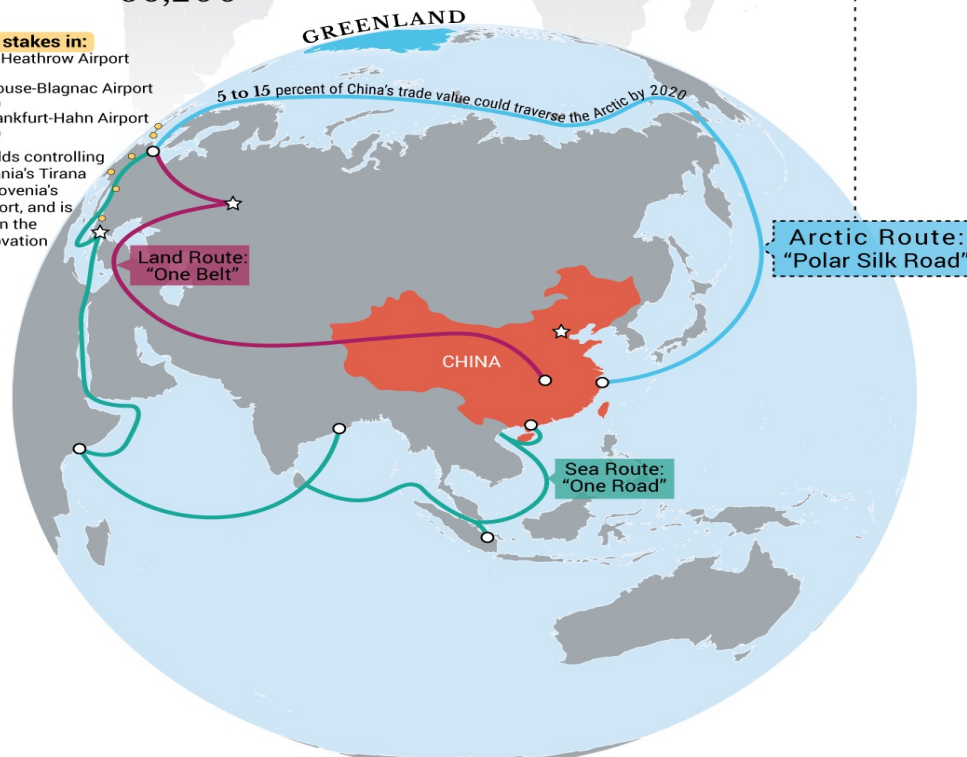 stakes in:
Heathrow Airport
ouse-Blagnac Airport
ankfurt-Hahn Airport
lds controlling
nia's Tirana
ovenia's
ort, and is
n the
ovation
GREENLAND
5 to 15 percent of China's trade value could traverse the Arctic by 2020
Land Route:
"One Belt"
Arctic Route:
"Polar Silk Road"
CHINA
Sea Route:
"One Road"